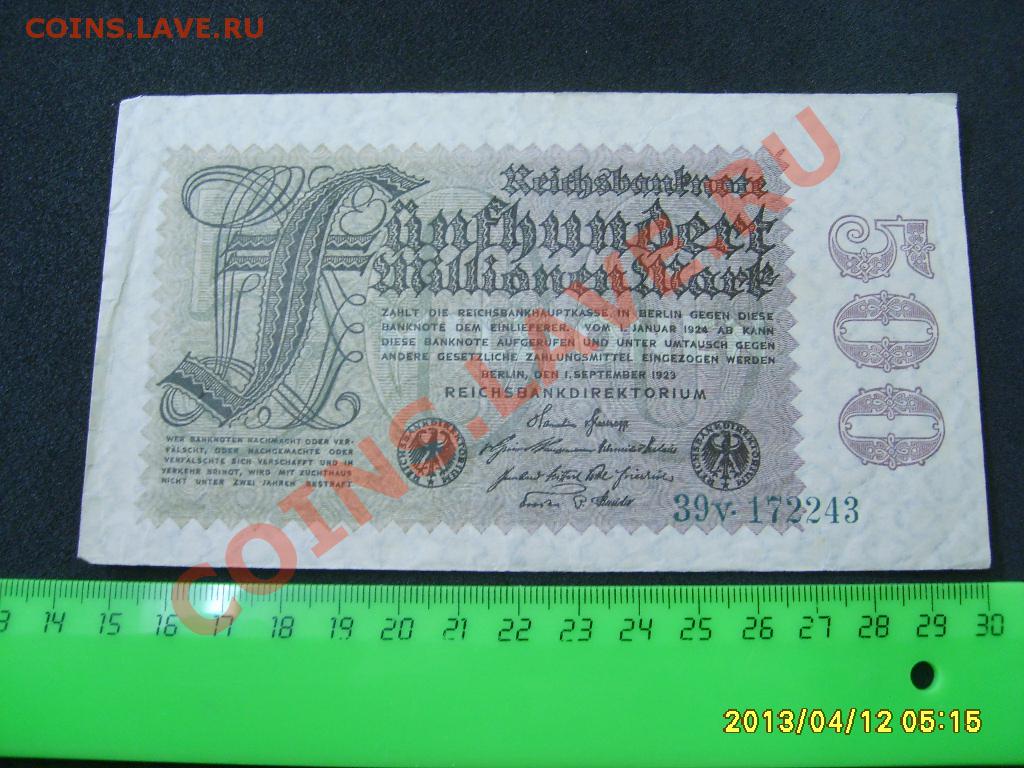 COINS.LAVE.RU
Reichsbanknote
Fünfhundert
Millionen Mark
ZAHLT DIE REICHSBANKHAUPTKASSE IN BERLIN GEGEN DIESE
BANKNOTE DEM EINLIEFERER. VOM 1. JANUAR 1924 AB KANN
DIESE BANKNOTE AUFGERUFEN UND UNTER UMTAUSCH GEGEN
ANDERE GESETZLICHE ZAHLUNGSMITTEL EINGEZOGEN WERDEN
BERLIN, DEN 1. SEPTEMBER 1923
REICHSBANKDIREKTORIUM
500
WER BANKNOTEN NACHMACHT ODER VER-
FÄLSCHT, ODER NACHGEMACHTE ODER
VERFÄLSCHTE SICH VERSCHAFFT UND IN
VERKEHR BRINGT, WIRD MIT ZUCHTHAUS
NICHT UNTER ZWEI JAHREN BESTRAFT
REICHSBANKDIREKTORIUM
REICHSBANKDIREKTORIUM
39V·172243
COINS.LAVE.RU
3 14 15 16 17 18 19 20 21 22 23 24 25 26 27 28 29 30
2013/04/12 05:15